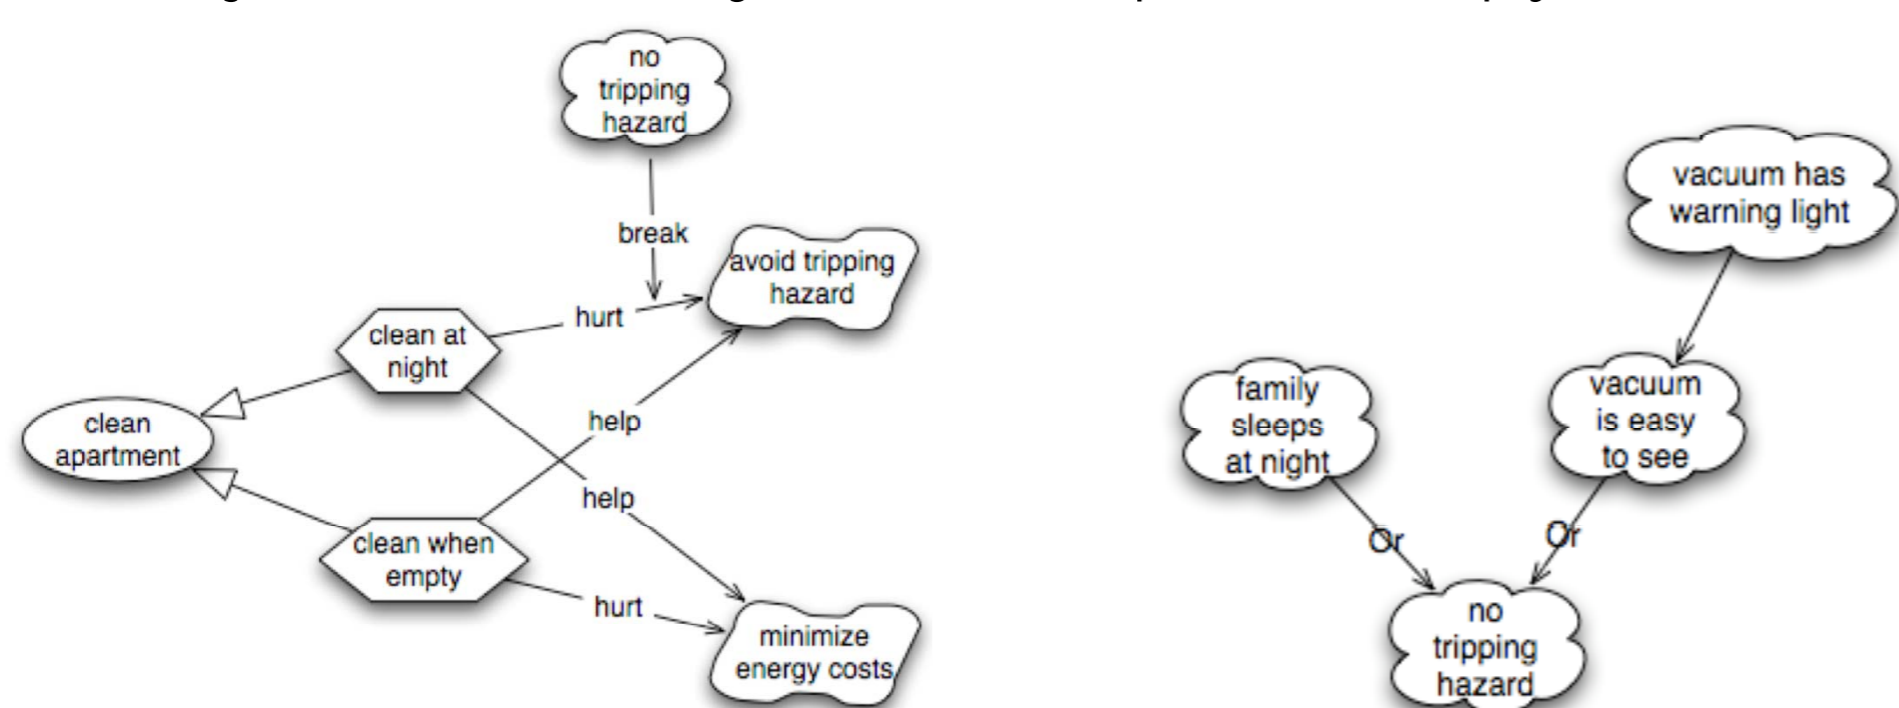 no
tripping
hazard
break
avoid tripping
hazard
hurt
clean at
night
help
clean
apartment
help
clean when
empty
hurt
minimize
energy costs
vacuum has
warning light
family
sleeps
at night
vacuum
is easy
to see
Or
Or
no
tripping
hazard